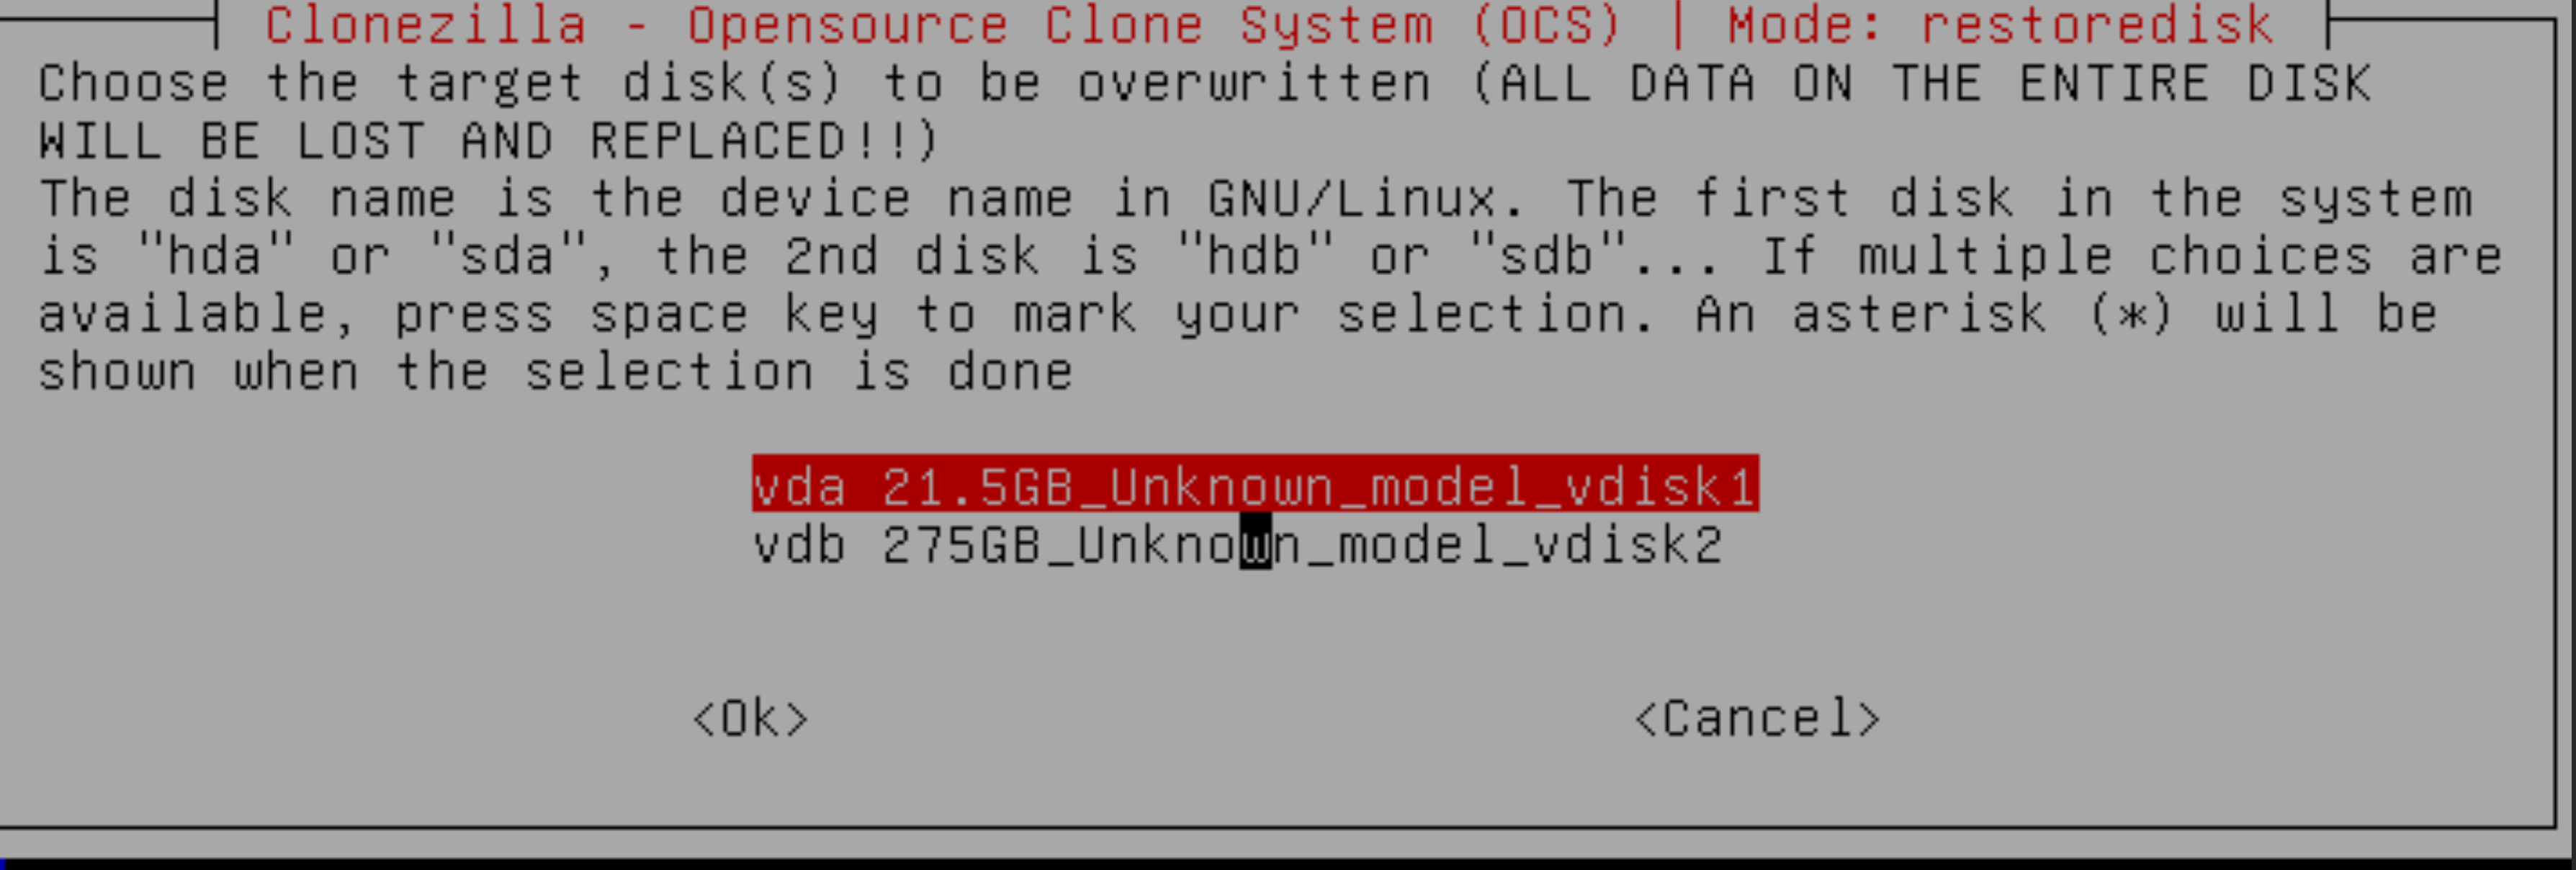 Clonezilla - Opensource Clone System (OCS) | Mode: restoredisk
Choose the target disk(s) to be overwritten (ALL DATA ON THE ENTIRE DISK
WILL BE LOST AND REPLACED!!)
The disk name is the device name in GNU/Linux. The first disk in the system
is "hda" or "sda", the 2nd disk is "hdb" or "sdb"... If multiple choices are
available, press space key to mark your selection. An asterisk (*) will be
shown when the selection is done
vda 21.5GB_Unknown_model_vdisk1
vdb 275GB_Unknown_model_vdisk2
<Ok> <Cancel>